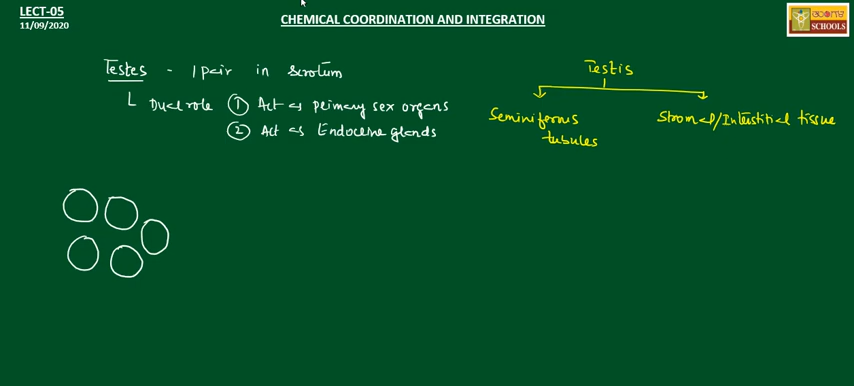 LECT-05
11/09/2020
CHEMICAL COORDINATION AND INTEGRATION
SCHOOLS
Testes - 1 pair in scrotum
Dual role ① Act as primary sex organs
② Act as Endocrine glands
Testis
Seminiferous tubules
Stromal/Interstitial tissue